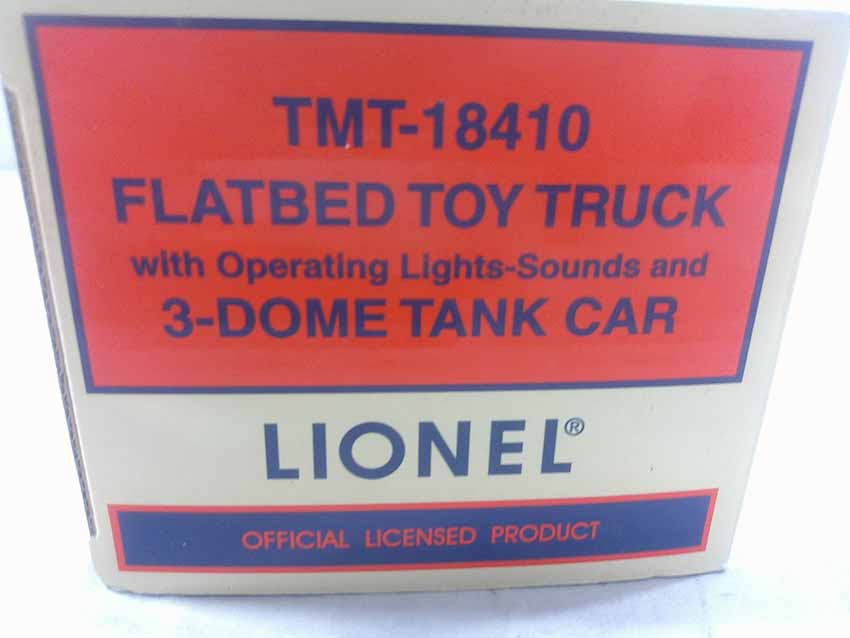 TMT-18410
FLATBED TOY TRUCK
with Operating Lights-Sounds and
3-DOME TANK CAR
LIONEL®
OFFICIAL LICENSED PRODUCT